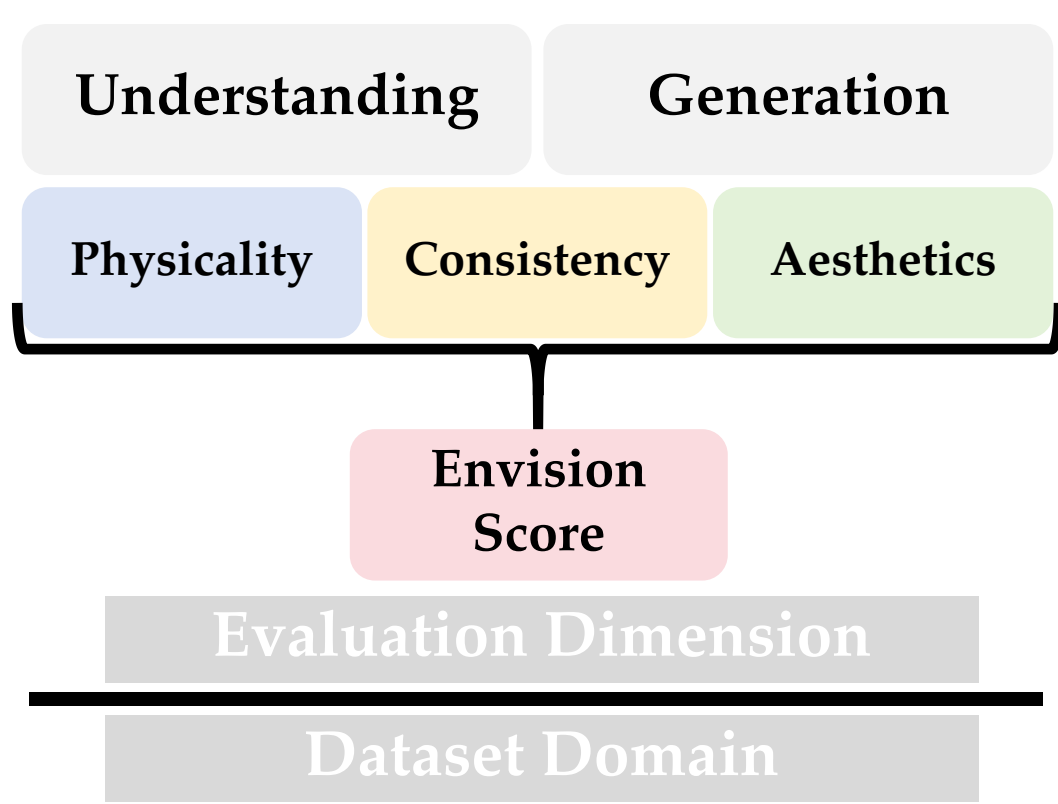 Understanding Generation
Physicality Consistency Aesthetics
Envision
Score
Evaluation Dimension
Dataset Domain